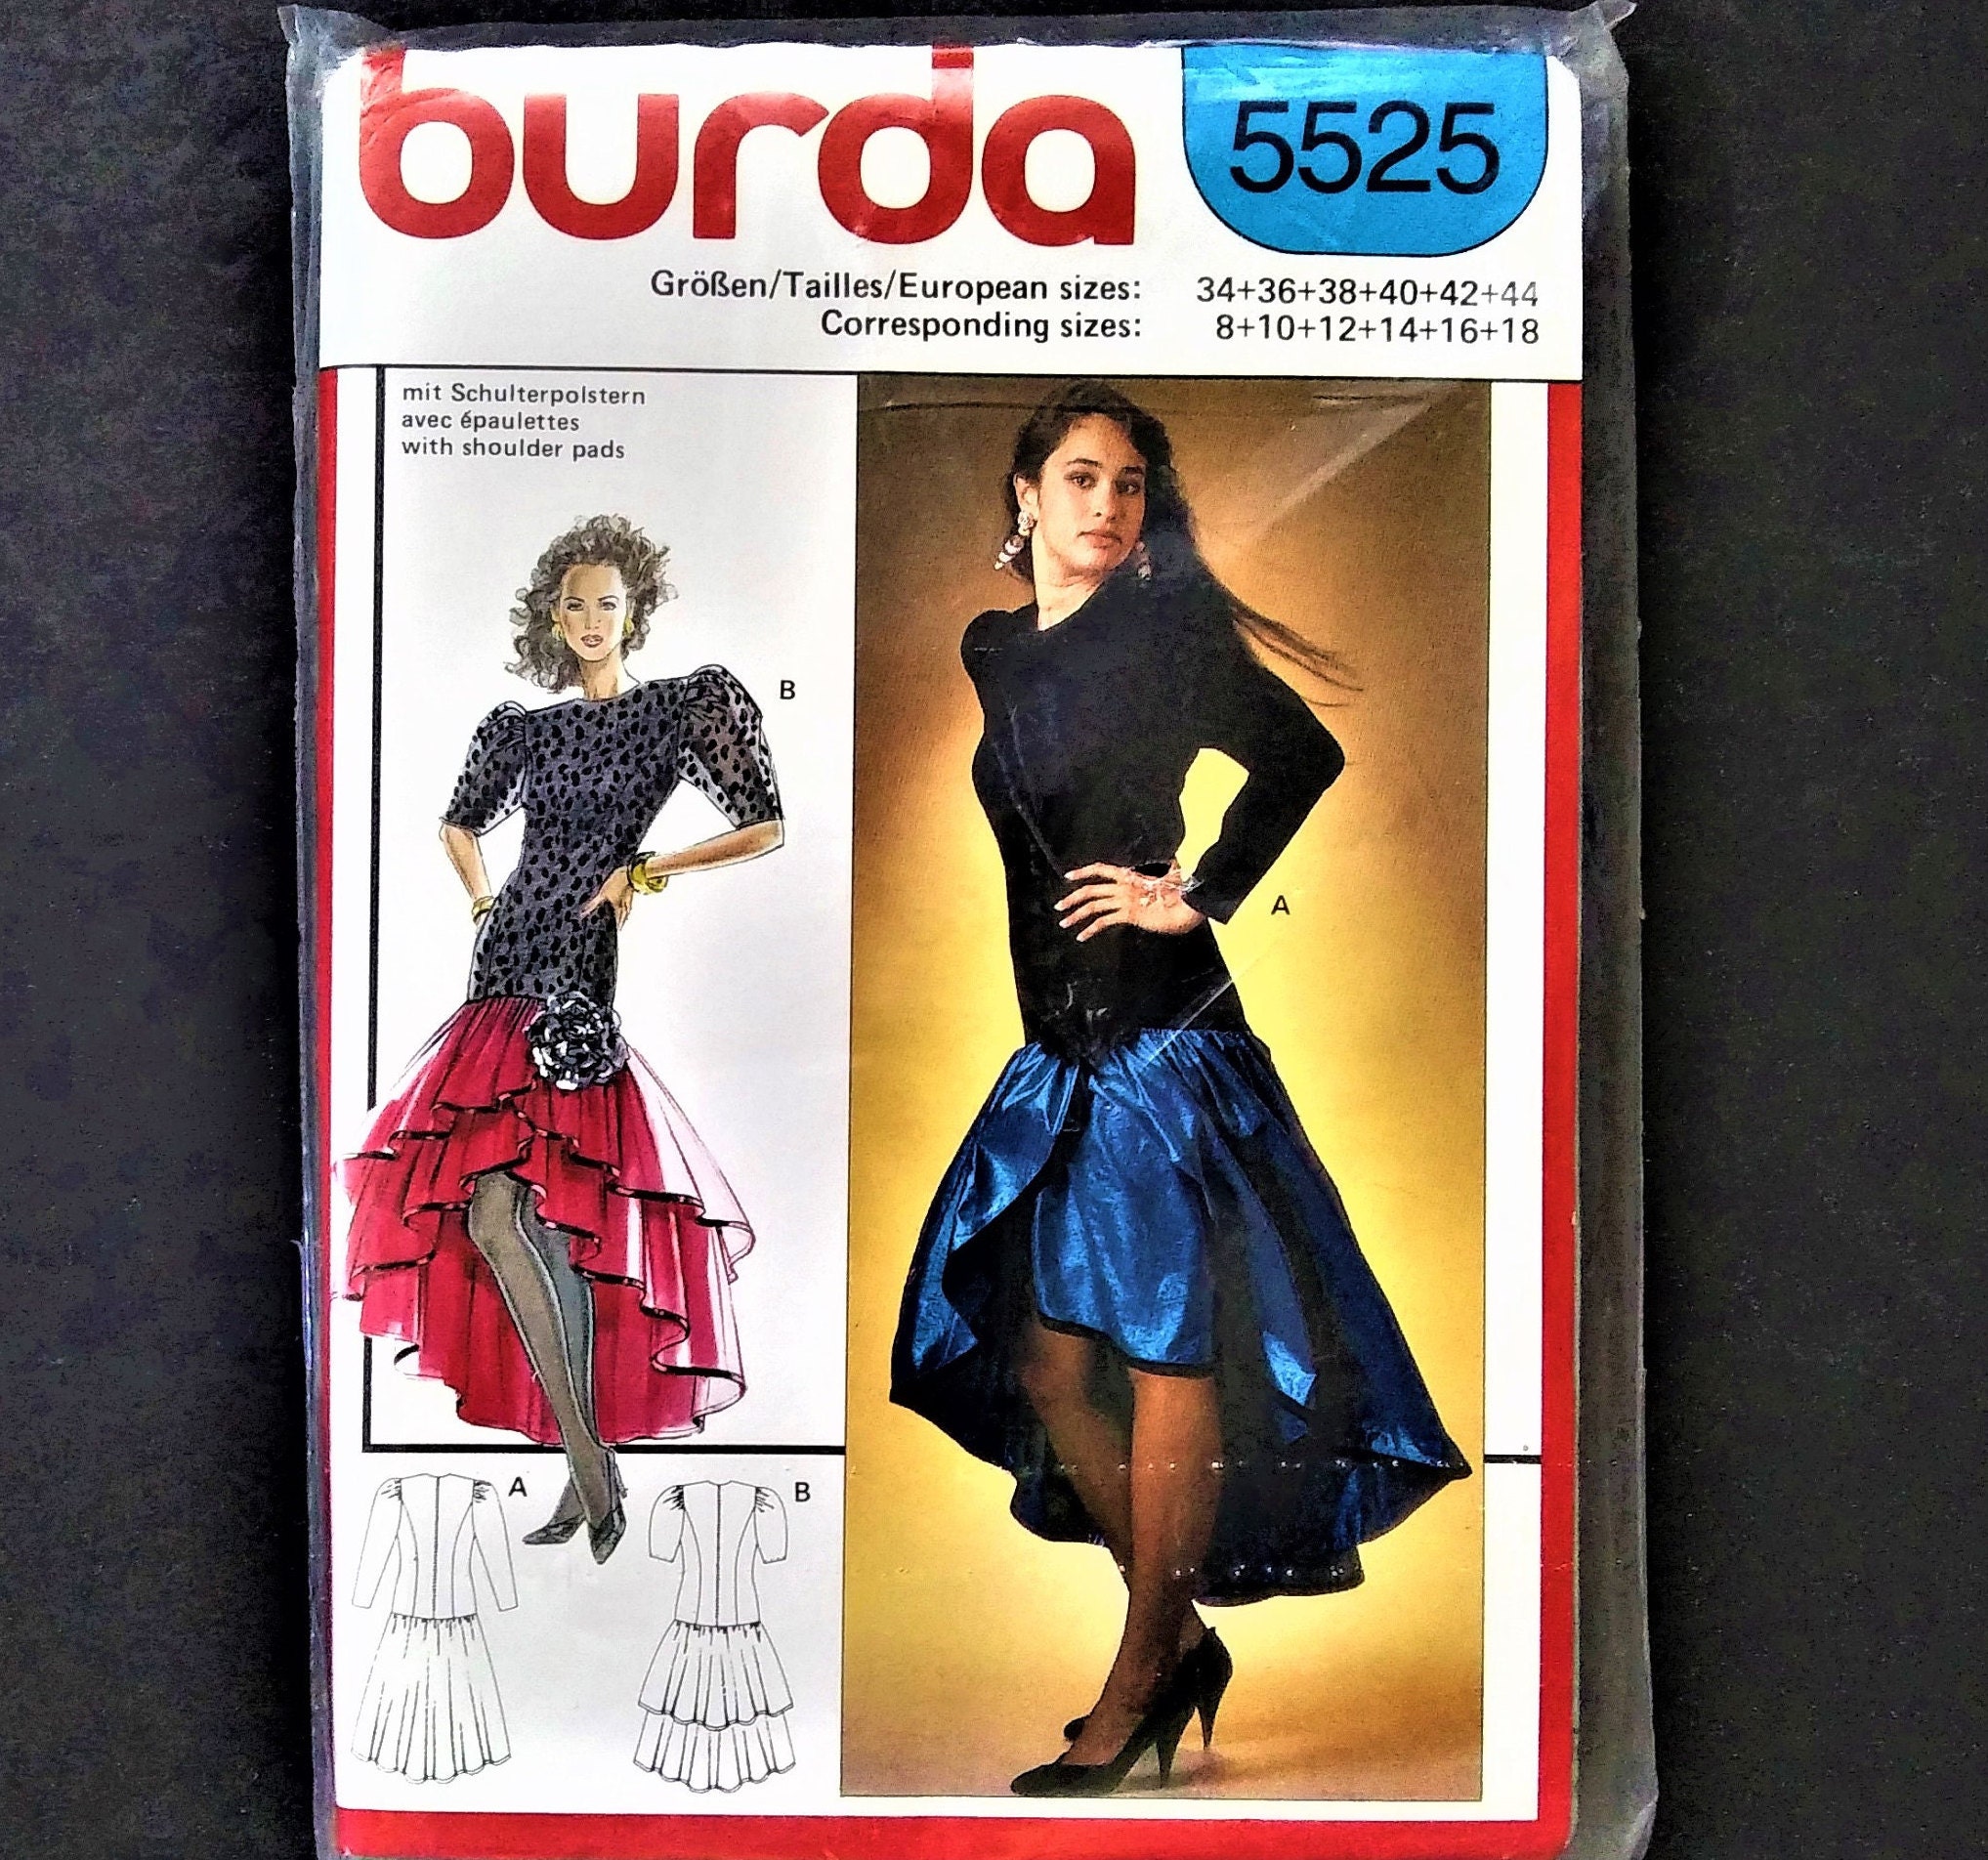 burda
5525
Größen/Tailles/European sizes: 34+36+38+40+42+44
Corresponding sizes: 8+10+12+14+16+18
mit Schulterpolstern
avec épaulettes
with shoulder pads
B
A
A
B